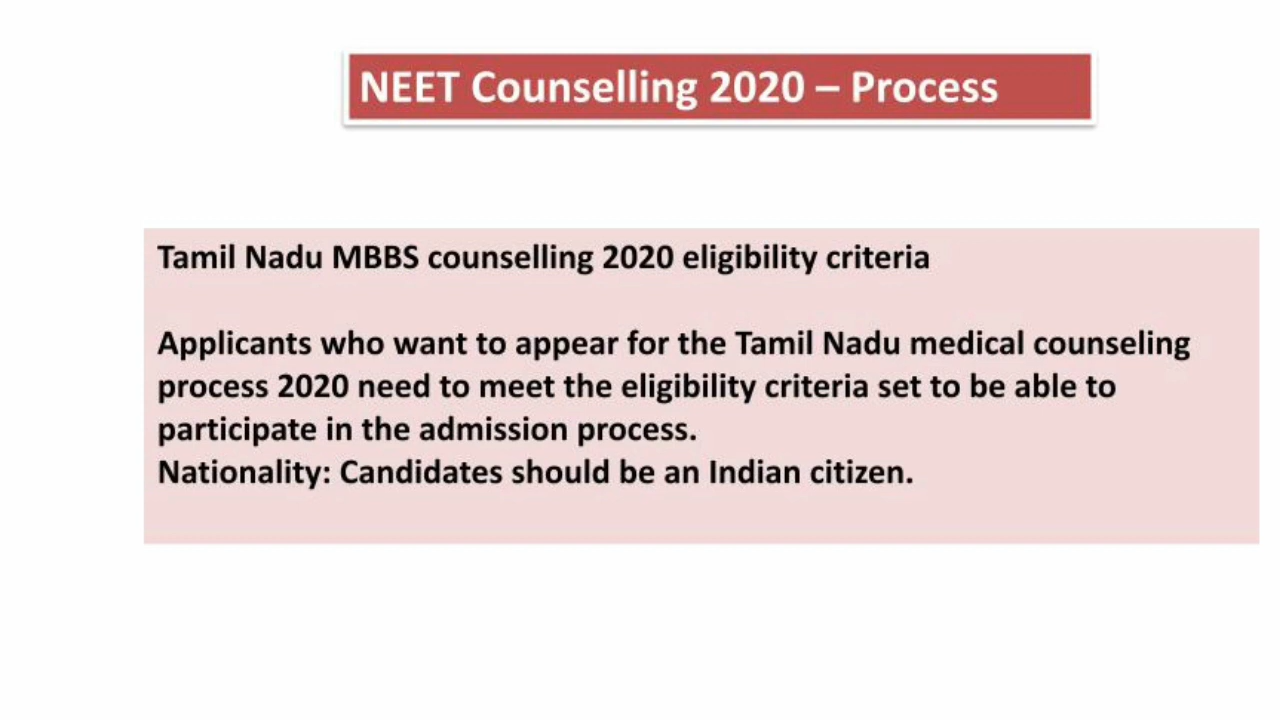 NEET Counselling 2020 – Process
Tamil Nadu MBBS counselling 2020 eligibility criteria
Applicants who want to appear for the Tamil Nadu medical counseling
process 2020 need to meet the eligibility criteria set to be able to
participate in the admission process.
Nationality: Candidates should be an Indian citizen.